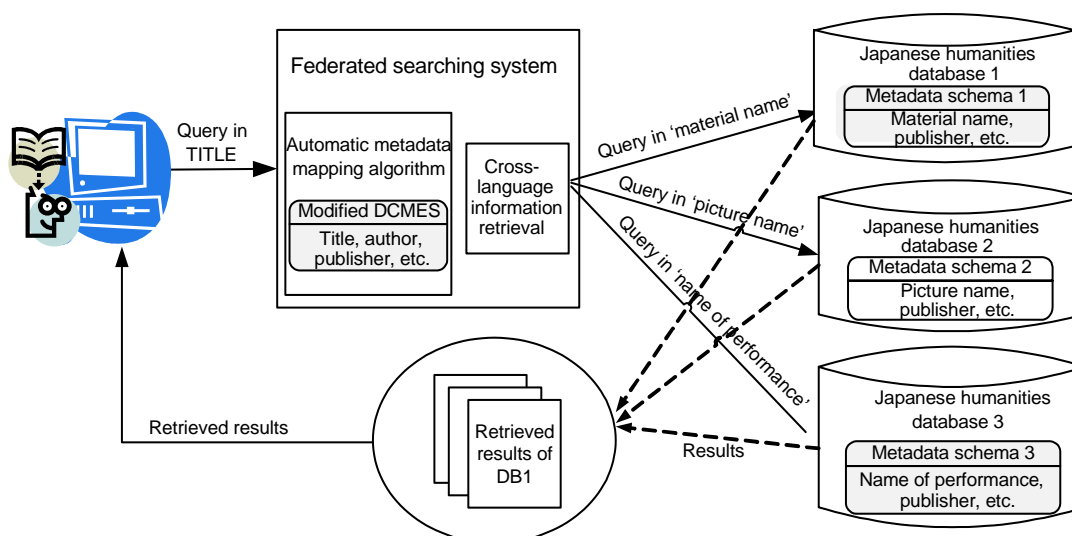 Query in
TITLE
Federated searching system
Automatic metadata
mapping algorithm
Modified DCMES
Title, author,
publisher, etc.
Cross-
language
information
retrieval
Query in ‘material name’
Query in ‘picture name’
Query in ‘name of performance’
Japanese humanities
database 1
Metadata schema 1
Material name,
publisher, etc.
Japanese humanities
database 2
Metadata schema 2
Picture name,
publisher, etc.
Japanese humanities
database 3
Metadata schema 3
Name of performance,
publisher, etc.
Results
Retrieved
results of
DB1
Retrieved results